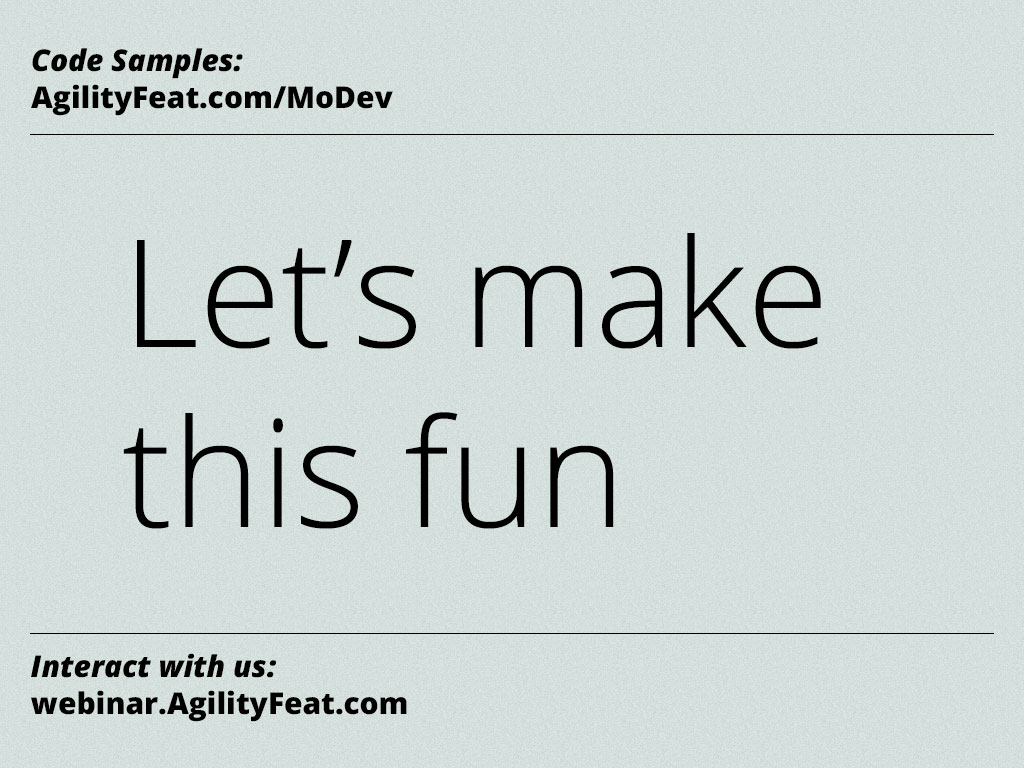 Code Samples:
AgilityFeat.com/MoDev
Let’s make
this fun
Interact with us:
webinar.AgilityFeat.com